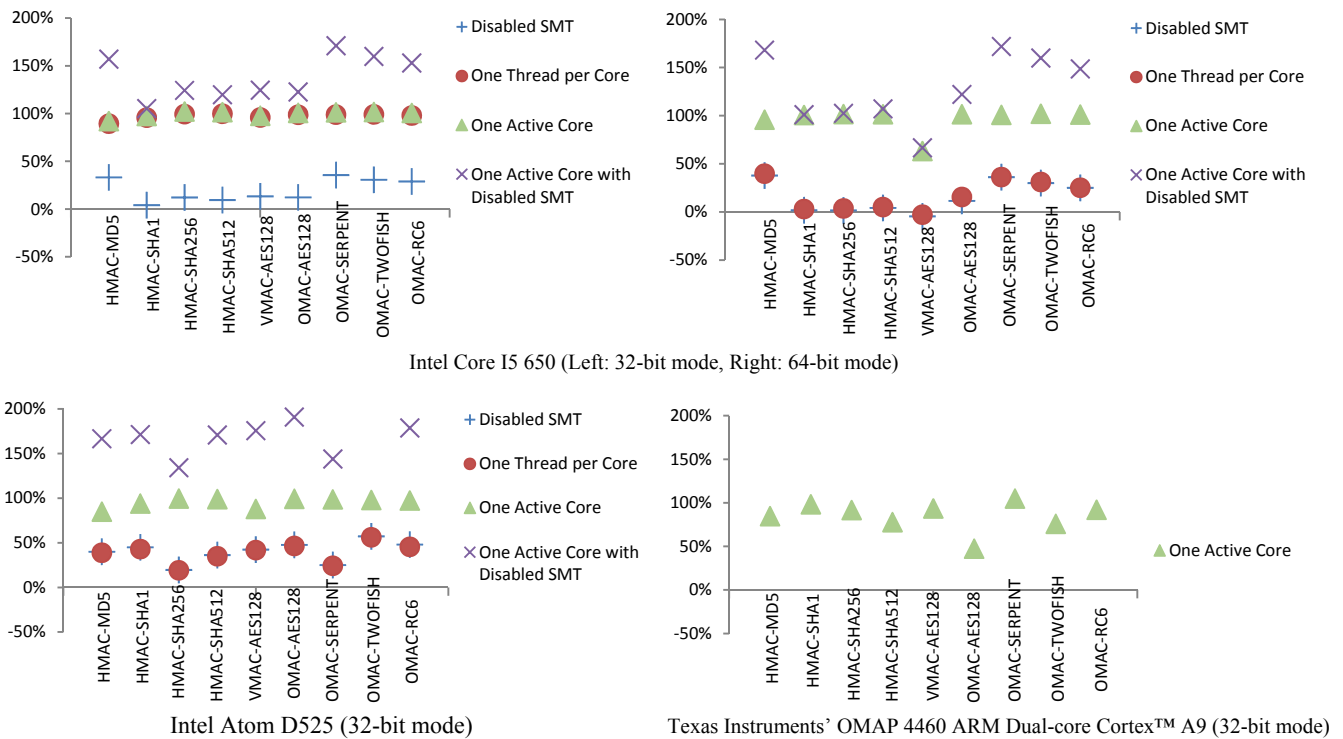 200%
150%
100%
50%
0%
-50%
HMAC-MD5
HMAC-SHA1
HMAC-SHA256
HMAC-SHA512
VMAC-AES128
OMAC-AES128
OMAC-SERPENT
OMAC-TWOFISH
OMAC-RC6
Disabled SMT
One Thread per Core
One Active Core
One Active Core with
Disabled SMT
200%
150%
100%
50%
0%
-50%
HMAC-MD5
HMAC-SHA1
HMAC-SHA256
HMAC-SHA512
VMAC-AES128
OMAC-AES128
OMAC-SERPENT
OMAC-TWOFISH
OMAC-RC6
Disabled SMT
One Thread per Core
One Active Core
One Active Core with
Disabled SMT
Intel Core I5 650 (Left: 32-bit mode, Right: 64-bit mode)
200%
150%
100%
50%
0%
-50%
HMAC-MD5
HMAC-SHA1
HMAC-SHA256
HMAC-SHA512
VMAC-AES128
OMAC-AES128
OMAC-SERPENT
OMAC-TWOFISH
OMAC-RC6
Disabled SMT
One Thread per Core
One Active Core
One Active Core with
Disabled SMT
Intel Atom D525 (32-bit mode)
200%
150%
100%
50%
0%
-50%
HMAC-MD5
HMAC-SHA1
HMAC-SHA256
HMAC-SHA512
VMAC-AES128
OMAC-AES128
OMAC-SERPENT
OMAC-TWOFISH
OMAC-RC6
One Active Core
Texas Instruments’ OMAP 4460 ARM Dual-core Cortex™ A9 (32-bit mode)